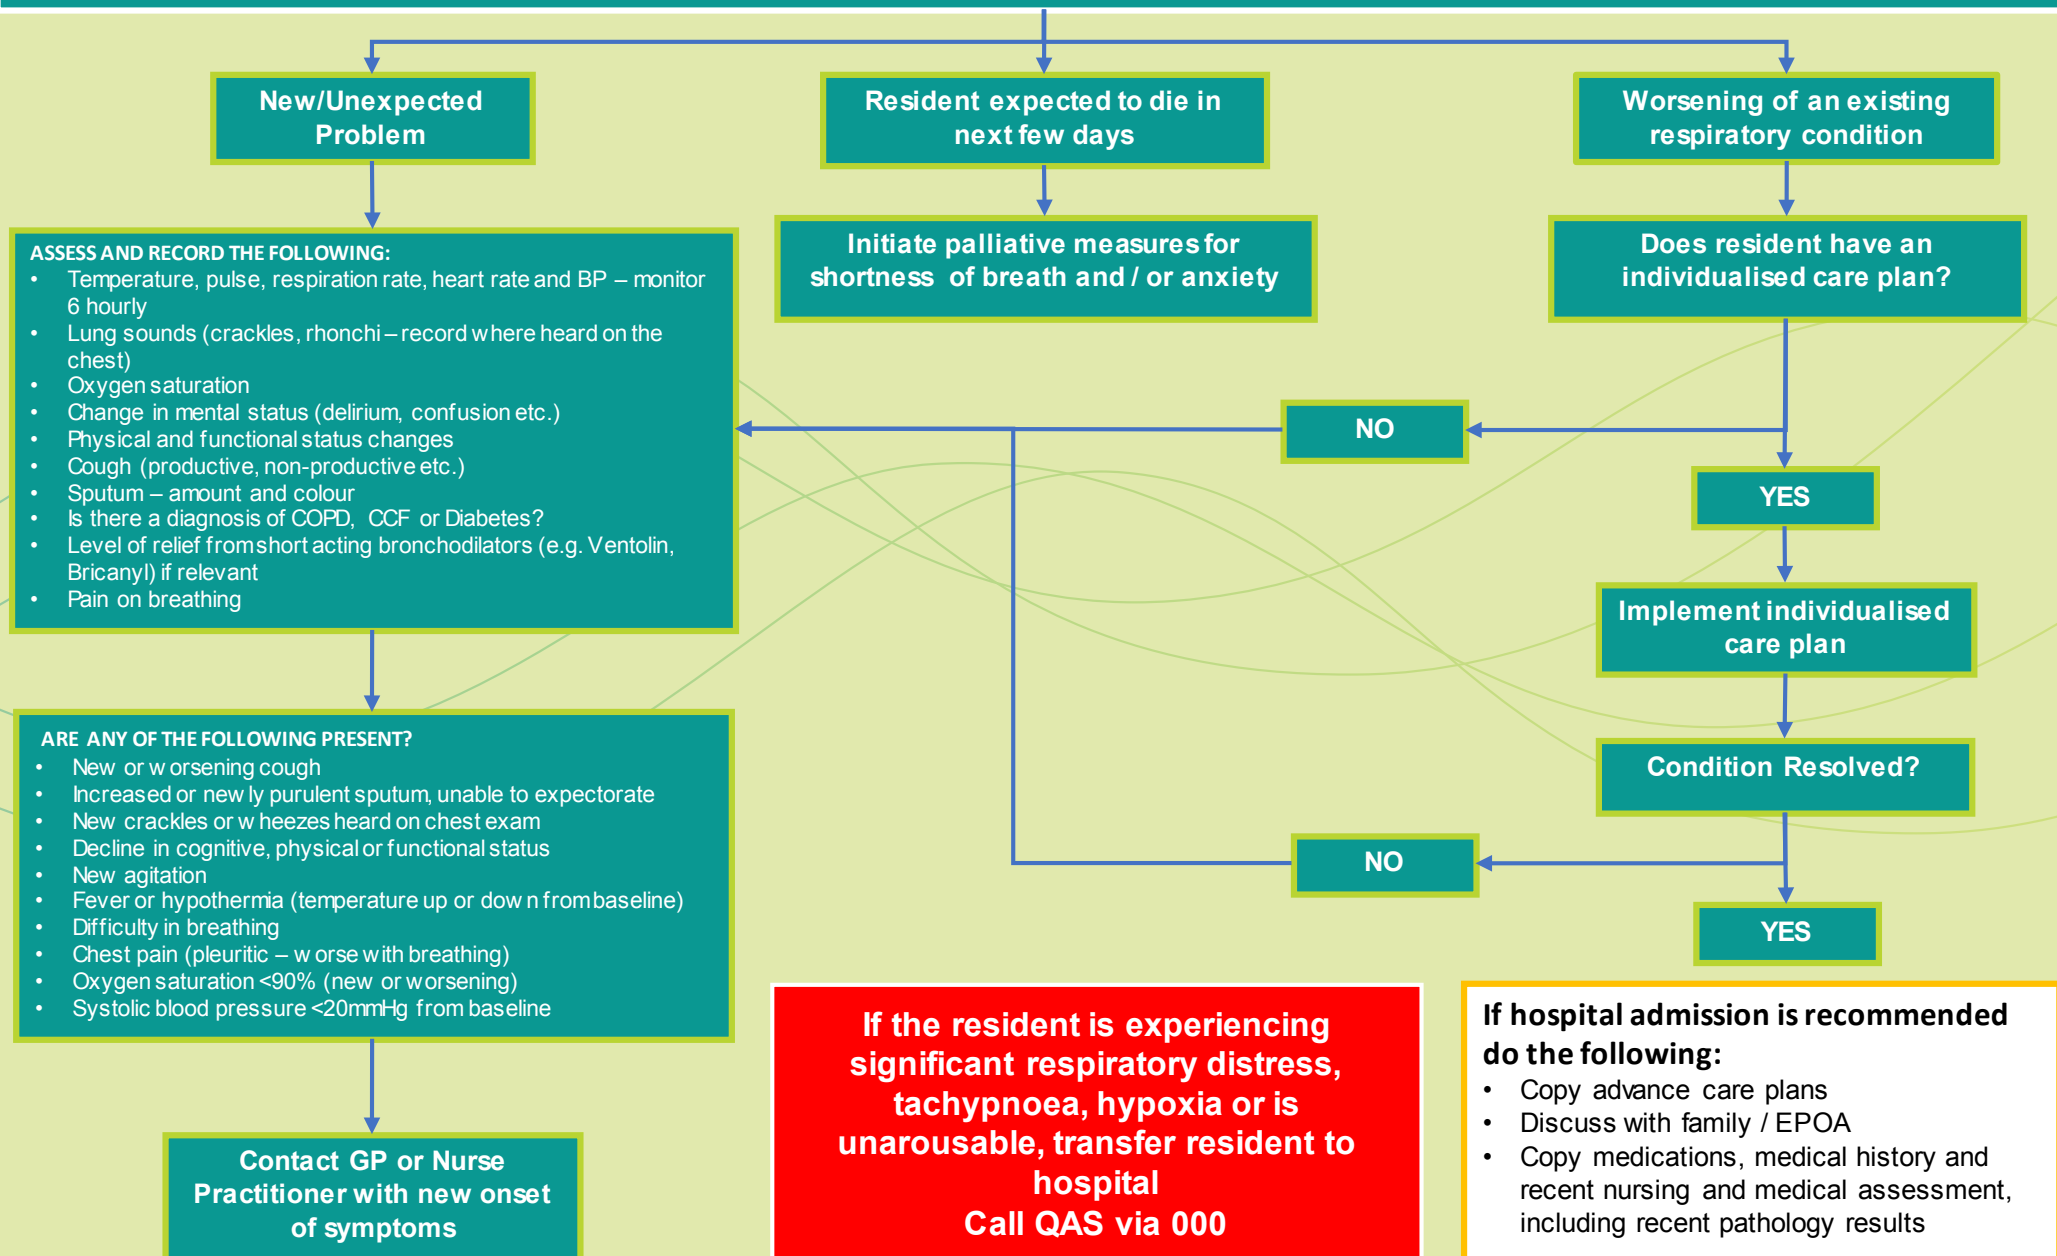 New/Unexpected
Problem
Resident expected to die in
next few days
Worsening of an existing
respiratory condition
ASSESS AND RECORD THE FOLLOWING:
• Temperature, pulse, respiration rate, heart rate and BP – monitor
6 hourly
• Lung sounds (crackles, rhonchi – record where heard on the
chest)
• Oxygen saturation
• Change in mental status (delirium, confusion etc.)
• Physical and functional status changes
• Cough (productive, non-productive etc.)
• Sputum – amount and colour
• Is there a diagnosis of COPD, CCF or Diabetes?
• Level of relief from short acting bronchodilators (e.g. Ventolin,
Bricanyl) if relevant
• Pain on breathing
Initiate palliative measures for
shortness of breath and / or anxiety
Does resident have an
individualised care plan?
NO
YES
Implement individualised
care plan
Condition Resolved?
NO
YES
ARE ANY OF THE FOLLOWING PRESENT?
• New or worsening cough
• Increased or newly purulent sputum, unable to expectorate
• New crackles or wheezes heard on chest exam
• Decline in cognitive, physical or functional status
• New agitation
• Fever or hypothermia (temperature up or down from baseline)
• Difficulty in breathing
• Chest pain (pleuritic – worse with breathing)
• Oxygen saturation <90% (new or worsening)
• Systolic blood pressure <20mmHg from baseline
Contact GP or Nurse
Practitioner with new onset
of symptoms
If the resident is experiencing
significant respiratory distress,
tachypnoea, hypoxia or is
unarousable, transfer resident to
hospital
Call QAS via 000
If hospital admission is recommended
do the following:
• Copy advance care plans
• Discuss with family / EPOA
• Copy medications, medical history and
recent nursing and medical assessment,
including recent pathology results